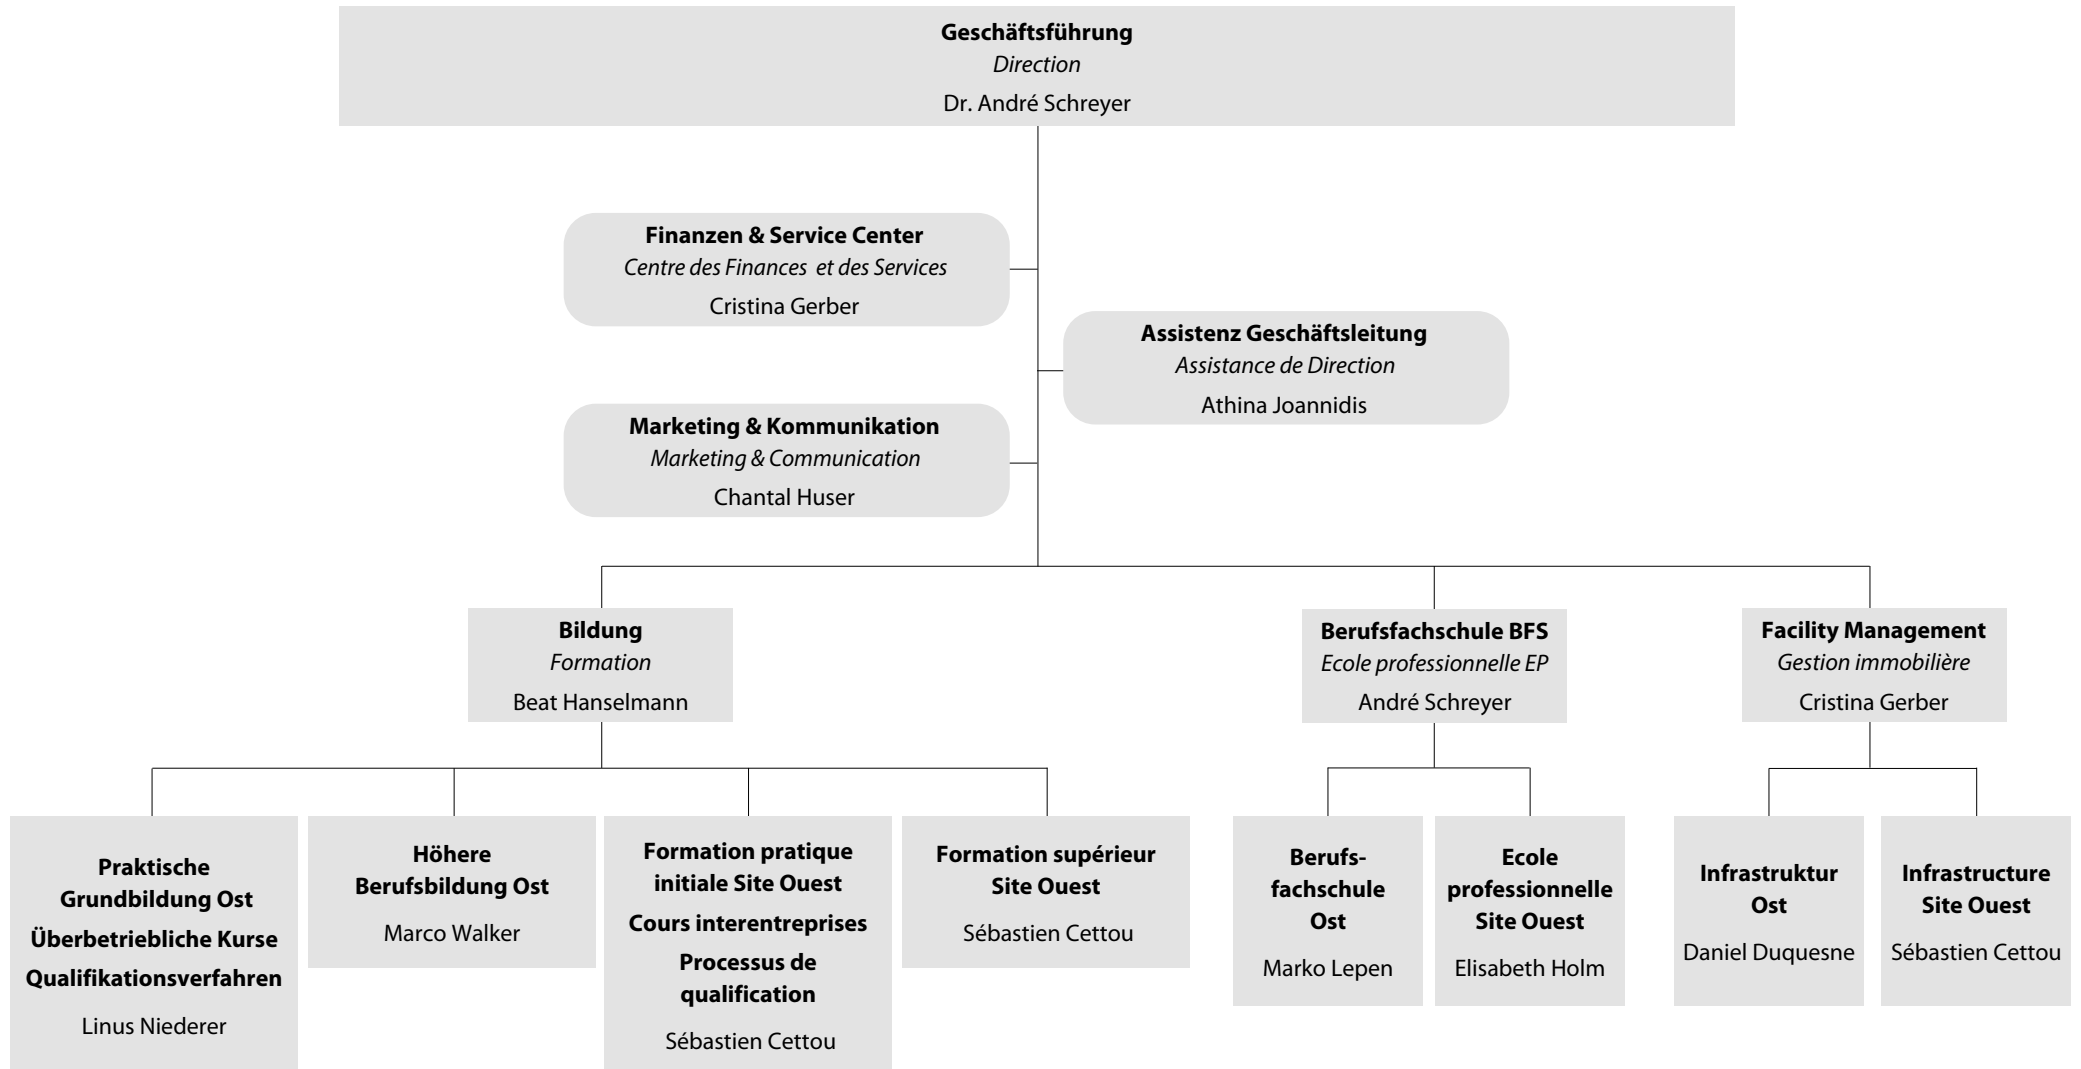 Geschäftsführung
Direction
Dr. André Schreyer
Finanzen & Service Center
Centre des Finances et des Services
Cristina Gerber
Assistenz Geschäftsleitung
Assistance de Direction
Athina Joannidis
Marketing & Kommunikation
Marketing & Communication
Chantal Huser
Bildung
Formation
Beat Hanselmann
Berufsfachschule BFS
Ecole professionnelle EP
André Schreyer
Facility Management
Gestion immobilière
Cristina Gerber
Praktische
Grundbildung Ost
Überbetriebliche Kurse
Qualifikationsverfahren
Linus Niederer
Höhere
Berufsbildung Ost
Marco Walker
Formation pratique
initiale Site Ouest
Cours interentreprises
Processus de
qualification
Sébastien Cettou
Formation supérieur
Site Ouest
Sébastien Cettou
Berufs-
fachschule
Ost
Marko Lepen
Ecole
professionnelle
Site Ouest
Elisabeth Holm
Infrastruktur
Ost
Daniel Duquesne
Infrastructure
Site Ouest
Sébastien Cettou